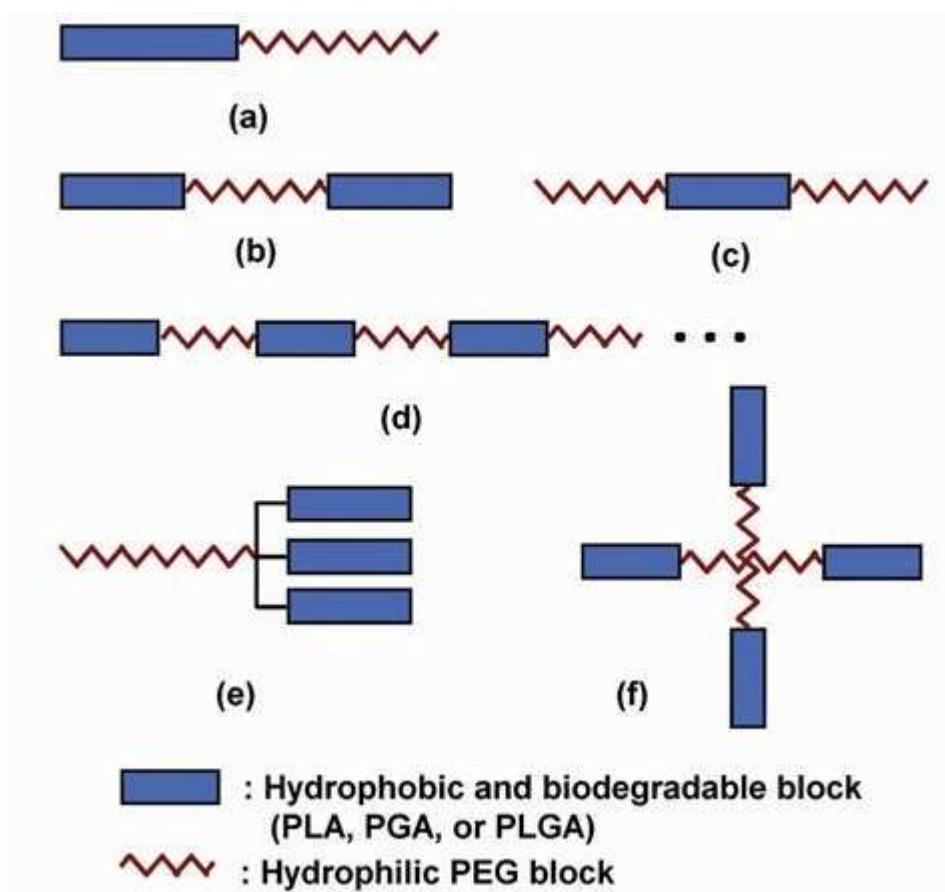 (a)
(b)
(c)
(d)
(e)
(f)
: Hydrophobic and biodegradable block
(PLA, PGA, or PLGA)
: Hydrophilic PEG block